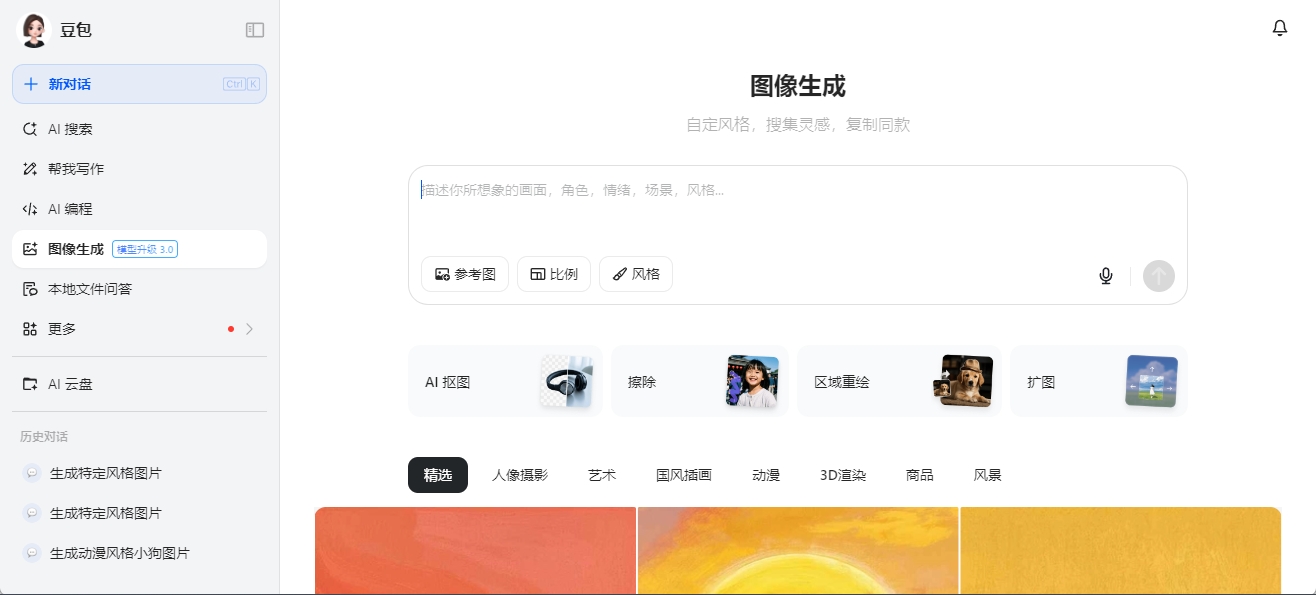 豆包
新对话
Ctrl K
AI 搜索
帮我写作
AI 编程
图像生成 模型升级 3.0
本地文件问答
更多
AI 云盘
历史对话
生成特定风格图片
生成特定风格图片
生成动漫风格小狗图片
图像生成
自定风格，搜集灵感，复制同款
描述你所想象的画面，角色，情绪，场景，风格...
参考图 比例 风格
AI 抠图 擦除 区域重绘 扩图
精选 人像摄影 艺术 国风插画 动漫 3D渲染 商品 风景